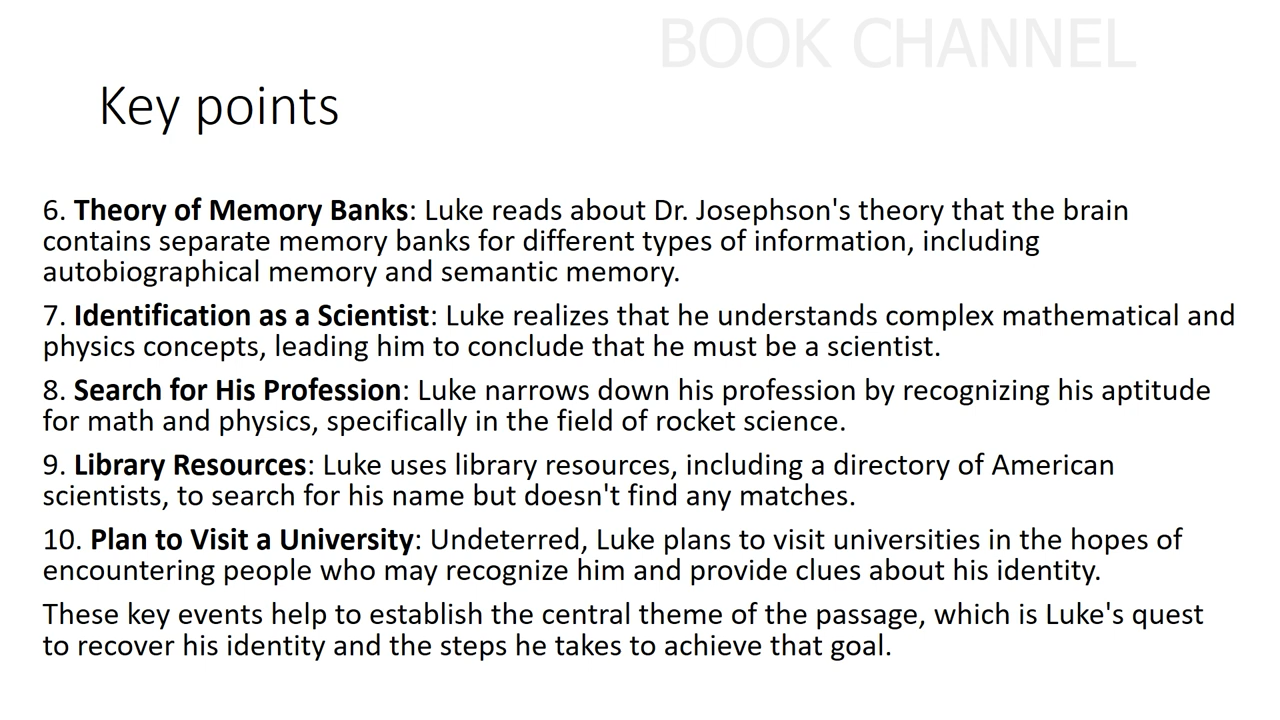 BOOK CHANNEL
Key points
6. Theory of Memory Banks: Luke reads about Dr. Josephson's theory that the brain
contains separate memory banks for different types of information, including
autobiographical memory and semantic memory.
7. Identification as a Scientist: Luke realizes that he understands complex mathematical and
physics concepts, leading him to conclude that he must be a scientist.
8. Search for His Profession: Luke narrows down his profession by recognizing his aptitude
for math and physics, specifically in the field of rocket science.
9. Library Resources: Luke uses library resources, including a directory of American
scientists, to search for his name but doesn't find any matches.
10. Plan to Visit a University: Undeterred, Luke plans to visit universities in the hopes of
encountering people who may recognize him and provide clues about his identity.
These key events help to establish the central theme of the passage, which is Luke's quest
to recover his identity and the steps he takes to achieve that goal.